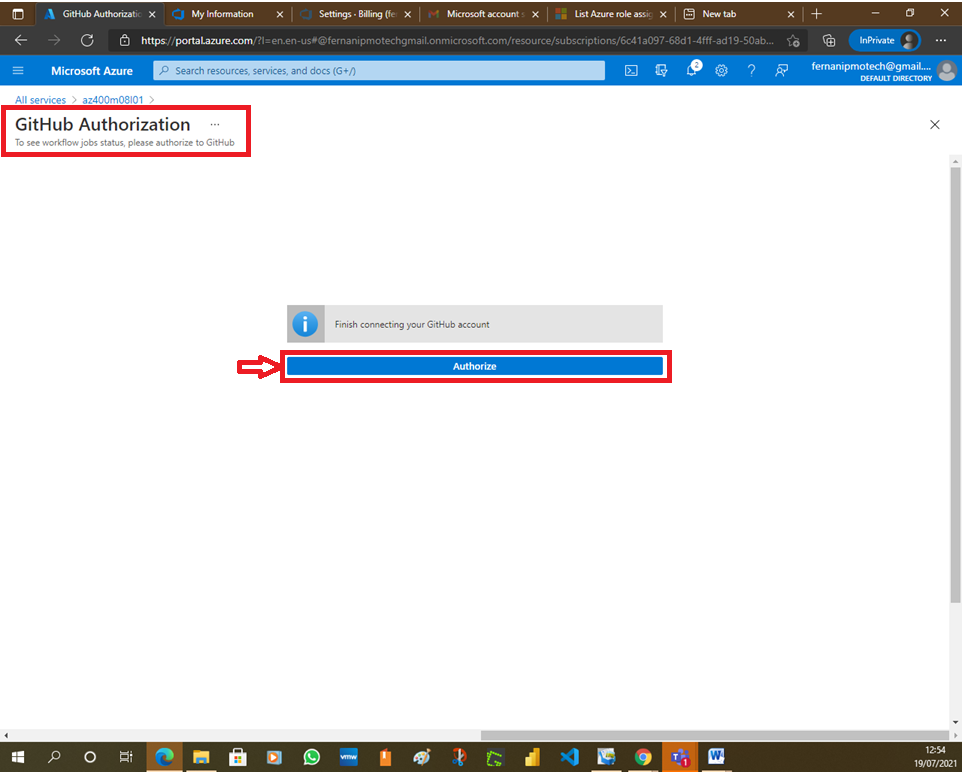 GitHub Authorizatio
My Information
Settings - Billing (fe
Microsoft account s
List Azure role assig
New tab
https://portal.azure.com/?l=en.en-us#@fernanipmotechgmail.onmicrosoft.com/resource/subscriptions/6c41a097-68d1-4fff-ad19-50ab...
InPrivate
Microsoft Azure
Search resources, services, and docs (G+/)
2
fernanipmotech@gmail....
DEFAULT DIRECTORY
All services > az400m08l01 >
GitHub Authorization ...
To see workflow jobs status, please authorize to GitHub
Finish connecting your GitHub account
Authorize
vmw
1
12:54
19/07/2021